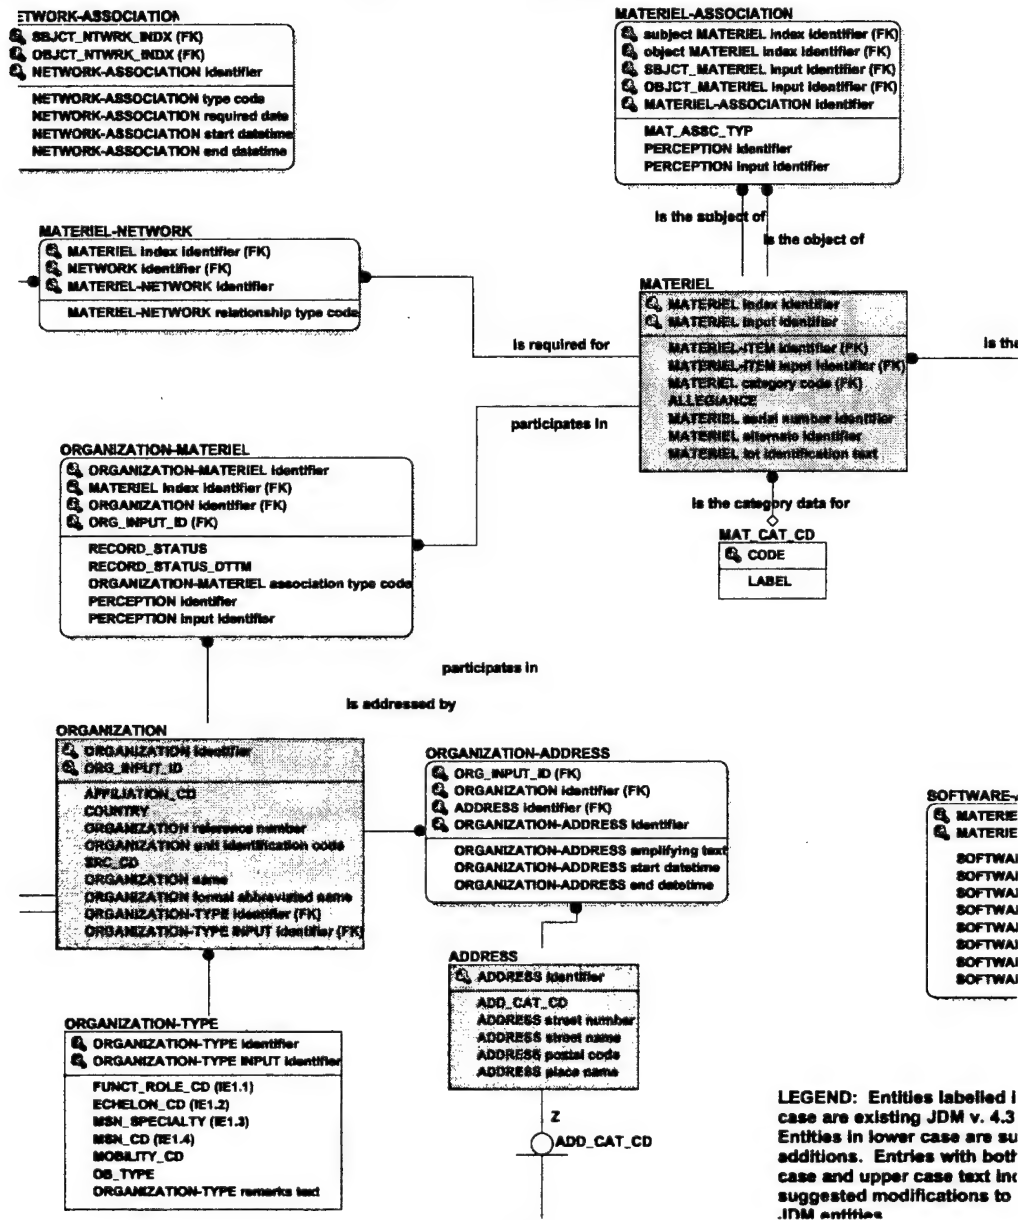 ETWORK-ASSOCIATION
SBJCT_NTWRK_INDX (FK)
OBJCT_NTWRK_INDX (FK)
NETWORK-ASSOCIATION identifier
NETWORK-ASSOCIATION type code
NETWORK-ASSOCIATION required date
NETWORK-ASSOCIATION start datetime
NETWORK-ASSOCIATION end datetime
MATERIEL-ASSOCIATION
subject MATERIEL index identifier (FK)
object MATERIEL index identifier (FK)
SBJCT_MATERIEL input identifier (FK)
OBJCT_MATERIEL input identifier (FK)
MATERIEL-ASSOCIATION identifier
MAT_ASSC_TYP
PERCEPTION identifier
PERCEPTION input identifier
is the subject of
is the object of
MATERIEL-NETWORK
MATERIEL index identifier (FK)
NETWORK identifier (FK)
MATERIEL-NETWORK identifier
MATERIEL-NETWORK relationship type code
is required for
MATERIEL
MATERIEL index identifier
MATERIEL input identifier
MATERIEL-ITEM identifier (FK)
MATERIEL-ITEM input identifier (FK)
MATERIEL category code (FK)
ALLEGIANCE
MATERIEL serial number identifier
MATERIEL alternate identifier
MATERIEL lot identification text
is the
participates in
is the category data for
MAT_CAT_CD
CODE
LABEL
ORGANIZATION-MATERIEL
ORGANIZATION-MATERIEL identifier
MATERIEL index identifier (FK)
ORGANIZATION identifier (FK)
ORG_INPUT_ID (FK)
RECORD_STATUS
RECORD_STATUS_DTTM
ORGANIZATION-MATERIEL association type code
PERCEPTION identifier
PERCEPTION input identifier
participates in
is addressed by
ORGANIZATION
ORGANIZATION identifier
ORG_INPUT_ID
AFFILIATION_CD
COUNTRY
ORGANIZATION reference number
ORGANIZATION unit identification code
SRC_CD
ORGANIZATION name
ORGANIZATION formal abbreviated name
ORGANIZATION-TYPE identifier (FK)
ORGANIZATION-TYPE INPUT identifier (FK)
ORGANIZATION-ADDRESS
ORG_INPUT_ID (FK)
ORGANIZATION identifier (FK)
ADDRESS identifier (FK)
ORGANIZATION-ADDRESS identifier
ORGANIZATION-ADDRESS amplifying text
ORGANIZATION-ADDRESS start datetime
ORGANIZATION-ADDRESS end datetime
SOFTWARE-
MATERIE
MATERIE
SOFTWA
SOFTWA
SOFTWA
SOFTWA
SOFTWA
SOFTWA
SOFTWA
SOFTWA
ADDRESS
ADDRESS identifier
ADD_CAT_CD
ADDRESS street number
ADDRESS street name
ADDRESS postal code
ADDRESS place name
Z
ADD_CAT_CD
ORGANIZATION-TYPE
ORGANIZATION-TYPE identifier
ORGANIZATION-TYPE INPUT identifier
FUNCT_ROLE_CD (IE1.1)
ECHELON_CD (IE1.2)
MSN_SPECIALTY (IE1.3)
MSN_CD (IE1.4)
MOBILITY_CD
OB_TYPE
ORGANIZATION-TYPE remarks text
LEGEND: Entities labelled i
case are existing JDM v. 4.3
Entities in lower case are su
additions. Entries with both
case and upper case text inc
suggested modifications to
JDM entities